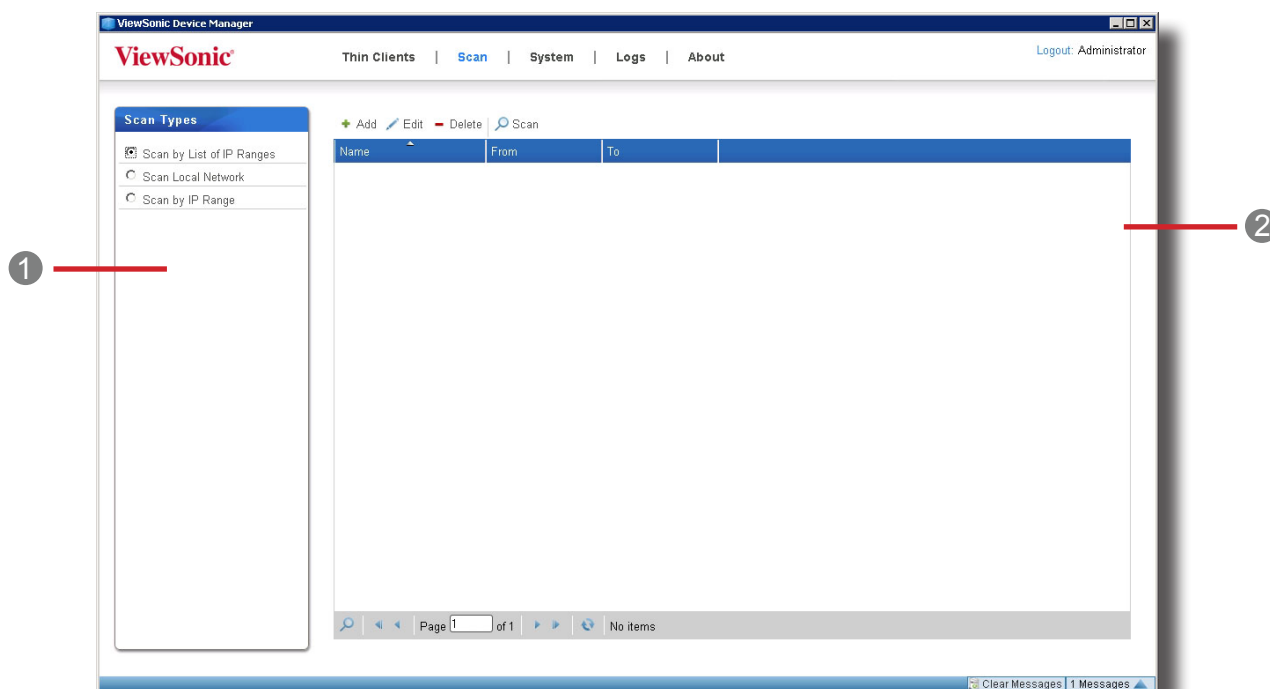 ViewSonic Device Manager
ViewSonic®
Thin Clients | Scan | System | Logs | About
Logout: Administrator
Scan Types
Scan by List of IP Ranges
Scan Local Network
Scan by IP Range
Add Edit Delete Scan
Name From To
1
2
Page 1 of 1 No items
Clear Messages 1 Messages